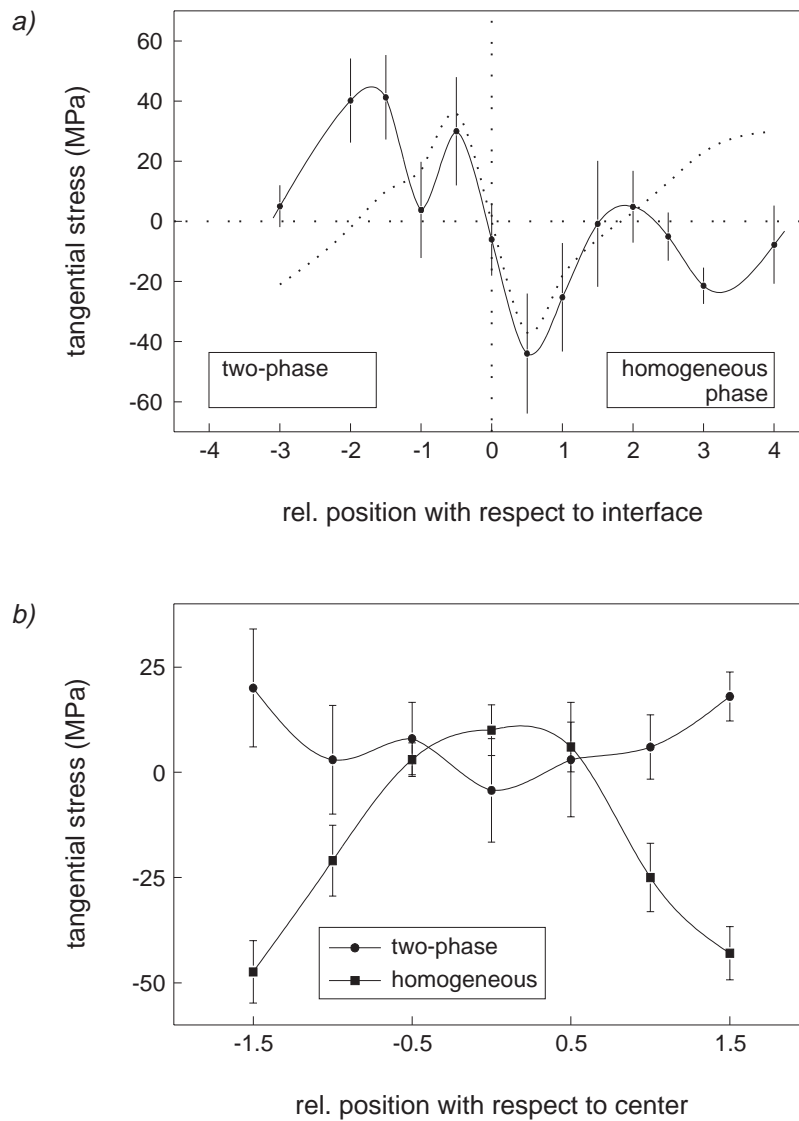 a)
tangential stress (MPa)
60
40
20
0
-20
-40
-60
two-phase
homogeneous
phase
-4 -3 -2 -1 0 1 2 3 4
rel. position with respect to interface
b)
tangential stress (MPa)
25
0
-25
-50
two-phase
homogeneous
-1.5 -0.5 0.5 1.5
rel. position with respect to center